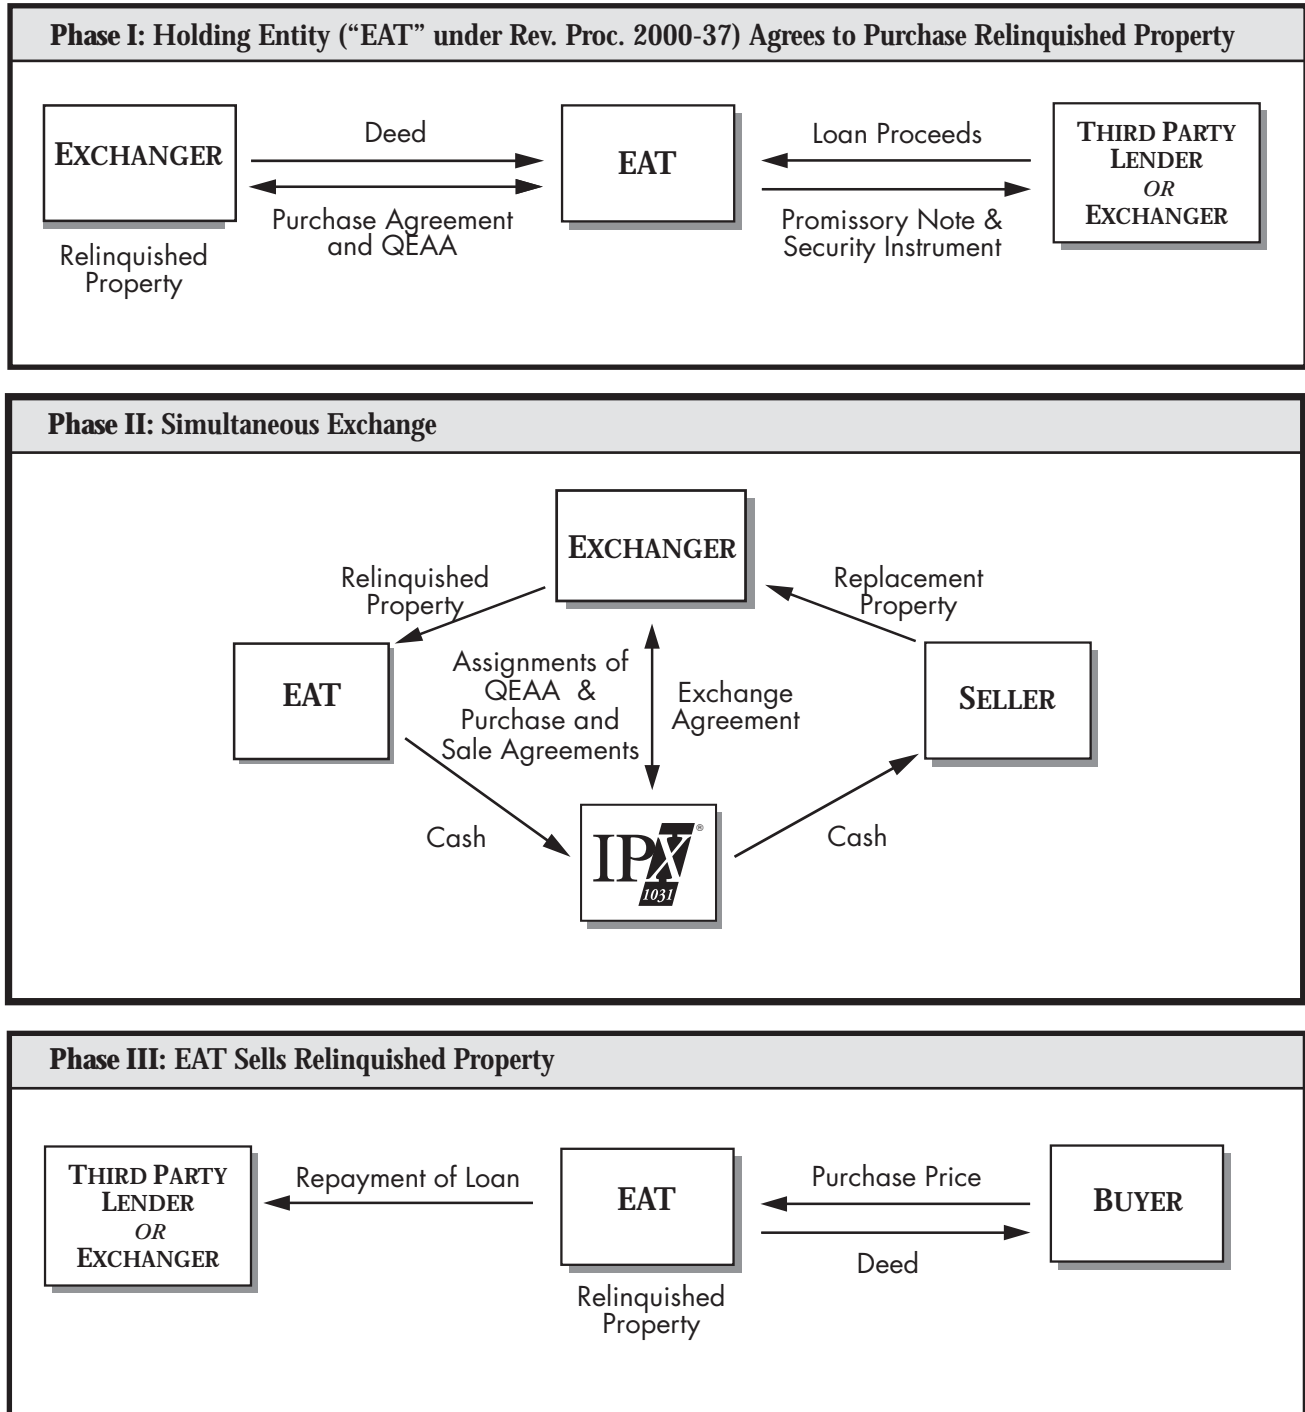 Phase I: Holding Entity (“EAT” under Rev. Proc. 2000-37) Agrees to Purchase Relinquished Property
EXCHANGER
Relinquished
Property
Deed
Purchase Agreement
and QEAA
EAT
Loan Proceeds
Promissory Note &
Security Instrument
THIRD PARTY
LENDER
OR
EXCHANGER
Phase II: Simultaneous Exchange
EXCHANGER
Relinquished
Property
Replacement
Property
EAT
Assignments of
QEAA &
Purchase and
Sale Agreements
Exchange
Agreement
SELLER
Cash
IPX®
1031
Cash
Phase III: EAT Sells Relinquished Property
THIRD PARTY
LENDER
OR
EXCHANGER
Repayment of Loan
EAT
Relinquished
Property
Purchase Price
Deed
BUYER